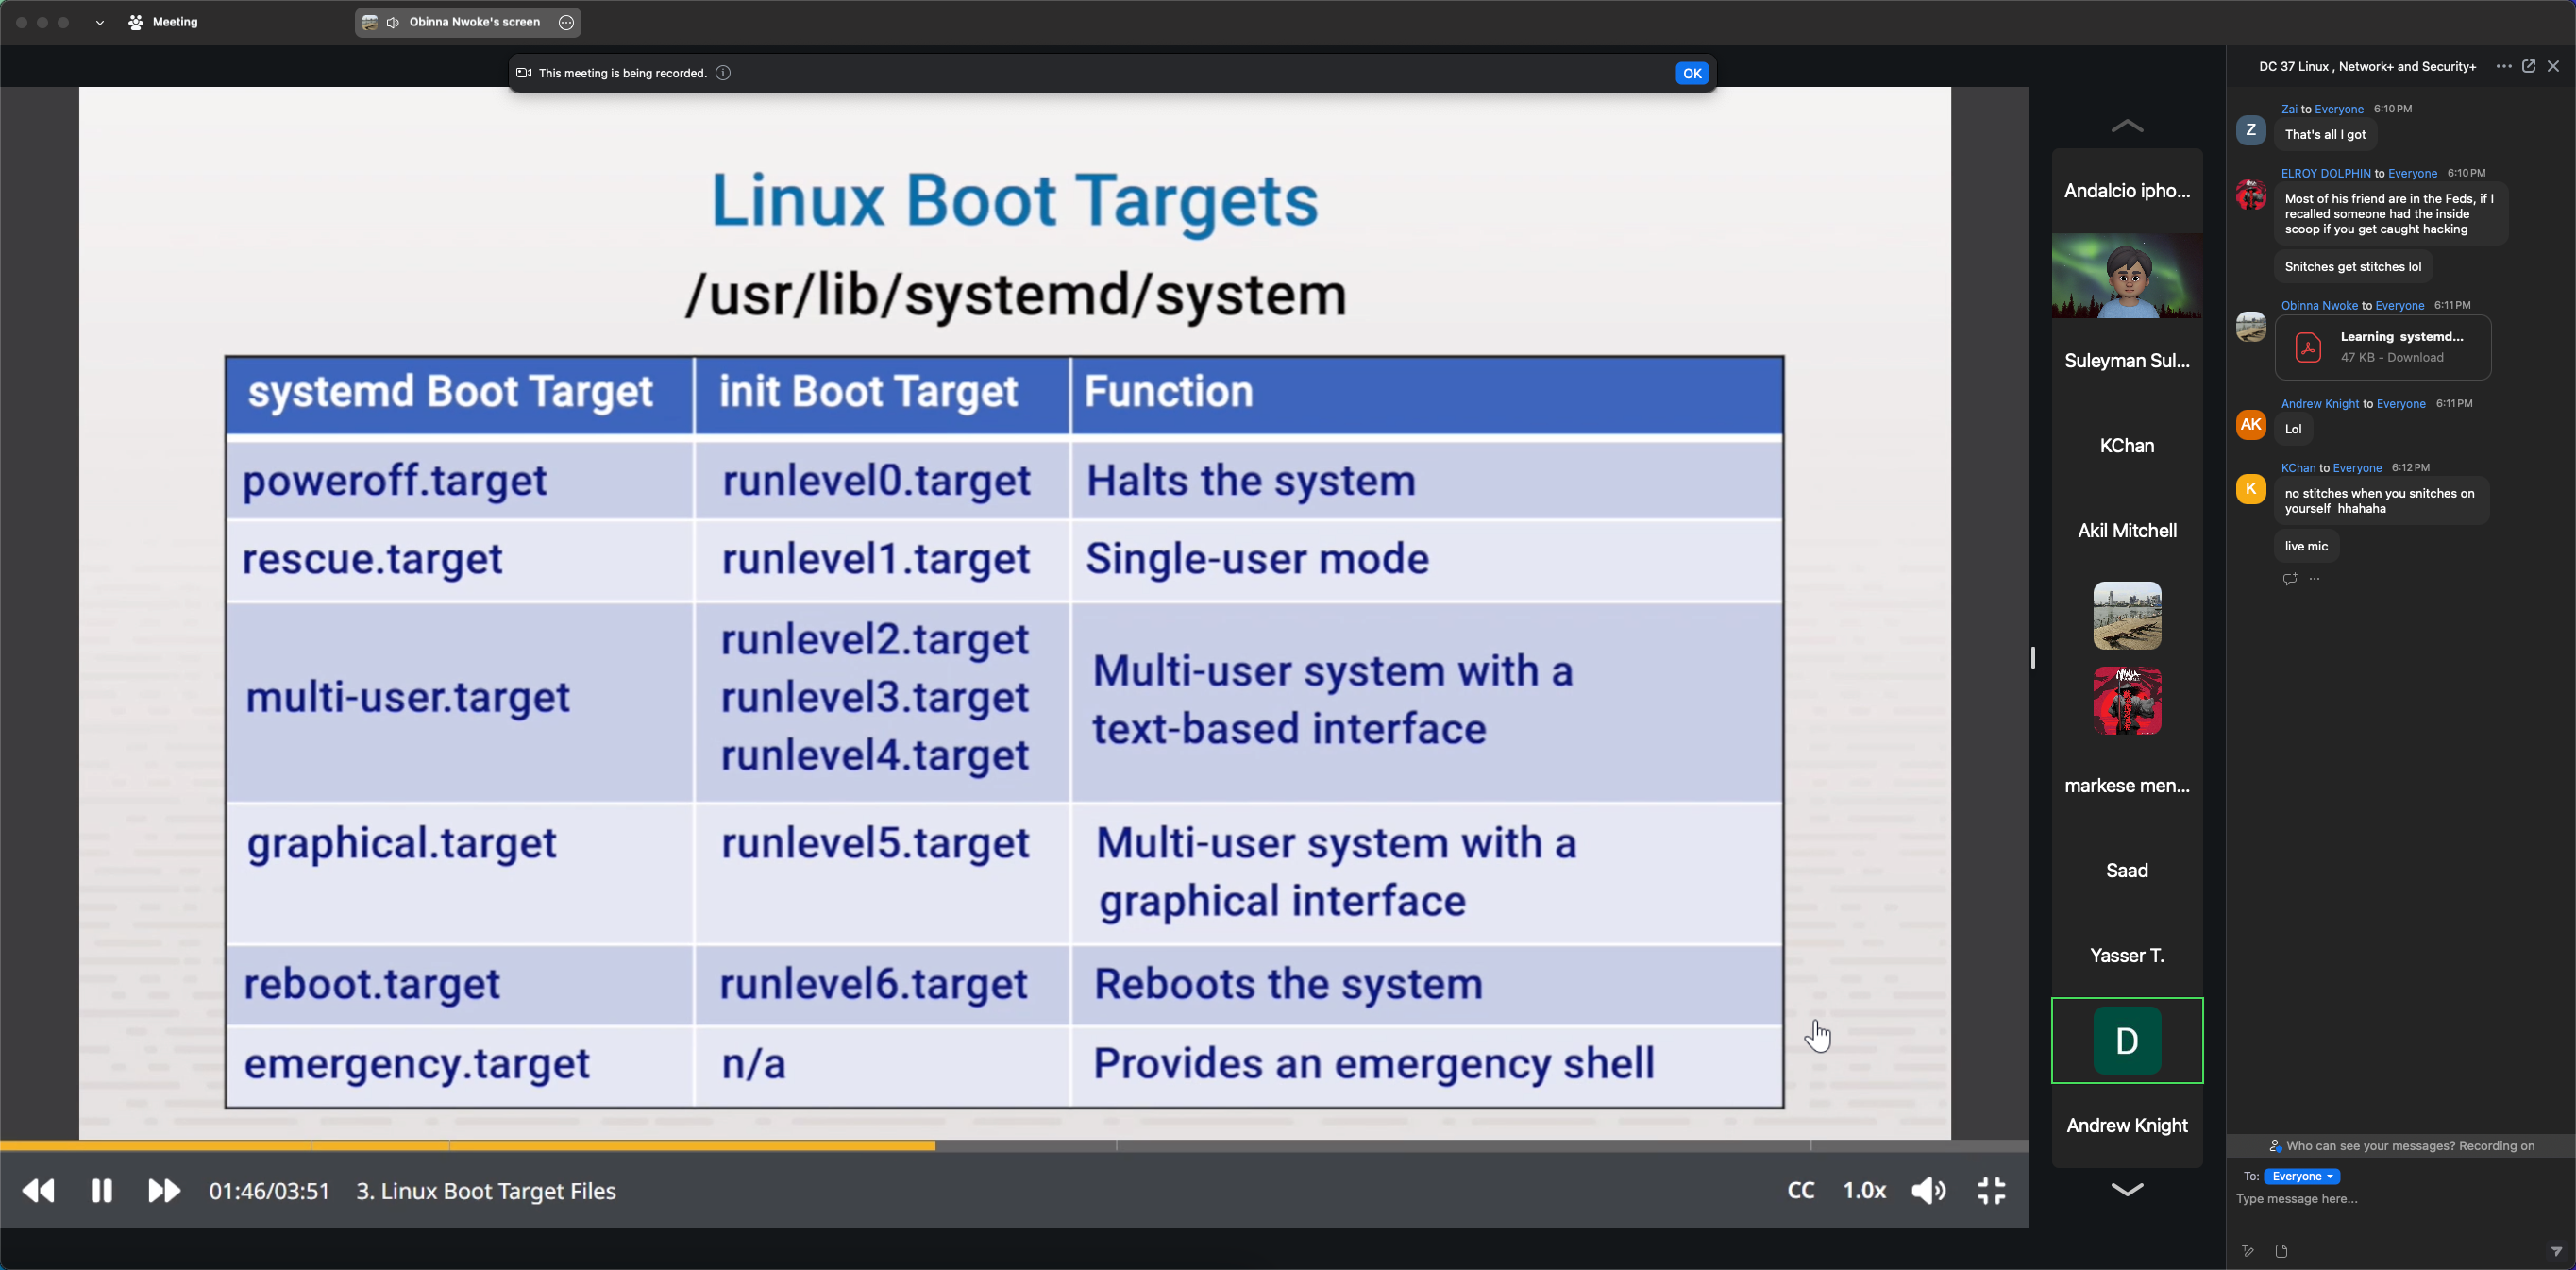 Meeting
Obinna Nwoke's screen
This meeting is being recorded.
OK
Linux Boot Targets
/usr/lib/systemd/system
systemd Boot Target init Boot Target Function
poweroff.target runlevel0.target Halts the system
rescue.target runlevel1.target Single-user mode
multi-user.target
runlevel2.target
runlevel3.target
runlevel4.target
Multi-user system with a
text-based interface
graphical.target runlevel5.target Multi-user system with a
graphical interface
reboot.target runlevel6.target Reboots the system
emergency.target n/a Provides an emergency shell
01:46/03:51 3. Linux Boot Target Files
CC 1.0x
Andalcio ipho...
Suleyman Sul...
KChan
Akil Mitchell
markese men...
Saad
Yasser T.
D
Andrew Knight
DC 37 Linux , Network+ and Security+
Zai to Everyone 6:10 PM
Z
That's all I got
ELROY DOLPHIN to Everyone 6:10 PM
Most of his friend are in the Feds, if I
recalled someone had the inside
scoop if you get caught hacking
Snitches get stitches lol
Obinna Nwoke to Everyone 6:11 PM
Learning systemd...
47 KB - Download
Andrew Knight to Everyone 6:11 PM
AK
Lol
KChan to Everyone 6:12 PM
K
no stitches when you snitches on
yourself hhahaha
live mic
Who can see your messages? Recording on
To: Everyone
Type message here...